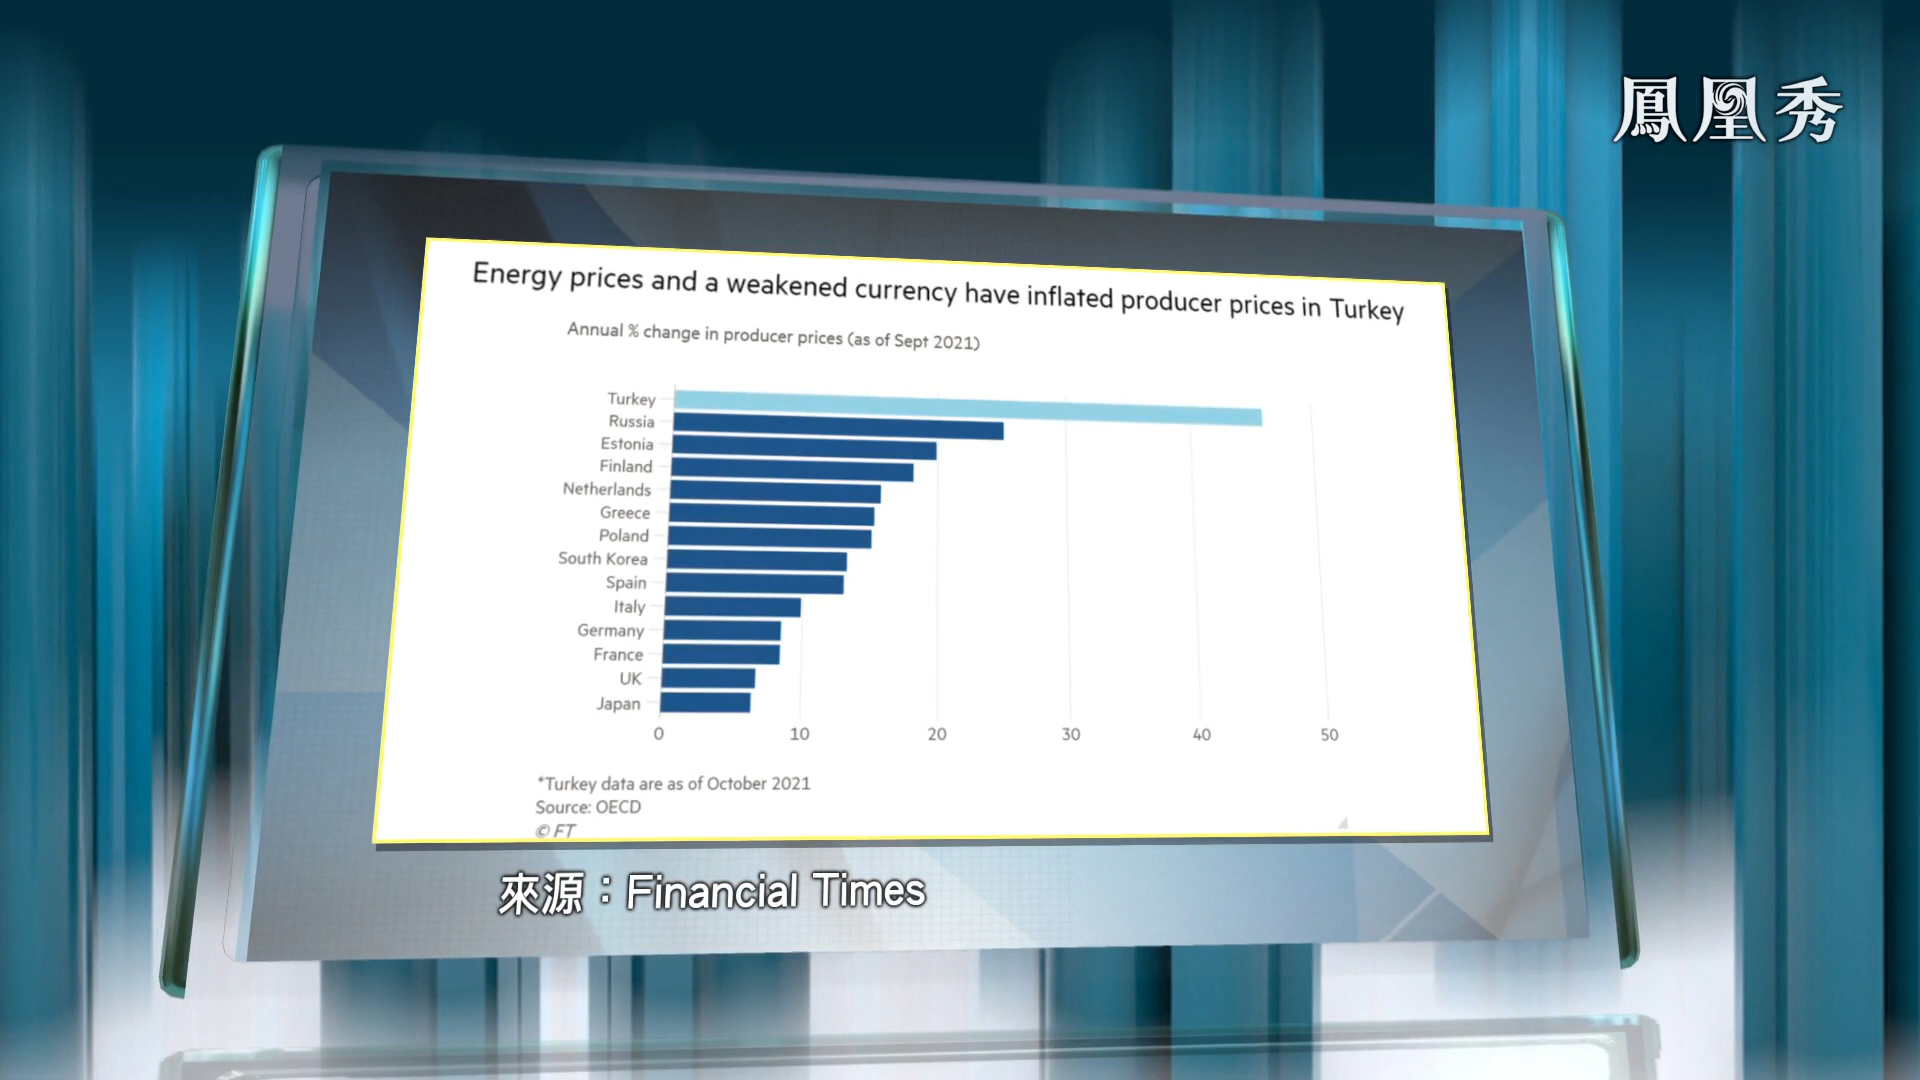 鳳凰秀
Energy prices and a weakened currency have inflated producer prices in Turkey
Annual % change in producer prices (as of Sept 2021)
Turkey
Russia
Estonia
Finland
Netherlands
Greece
Poland
South Korea
Spain
Italy
Germany
France
UK
Japan
0 10 20 30 40 50
*Turkey data are as of October 2021
Source: OECD
© FT
來源：Financial Times